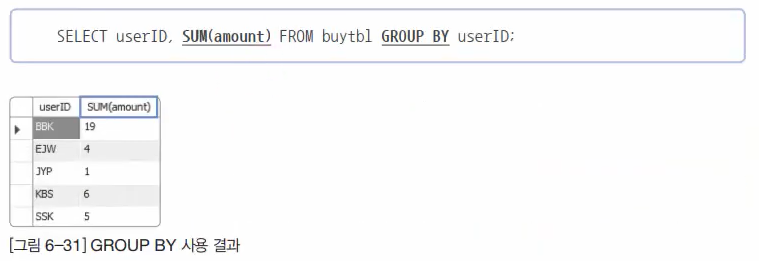 SELECT userID, SUM(amount) FROM buytbl GROUP BY userID;
userID SUM(amount)
BBK 19
EJW 4
JYP 1
KBS 6
SSK 5
[그림 6-31] GROUP BY 사용 결과